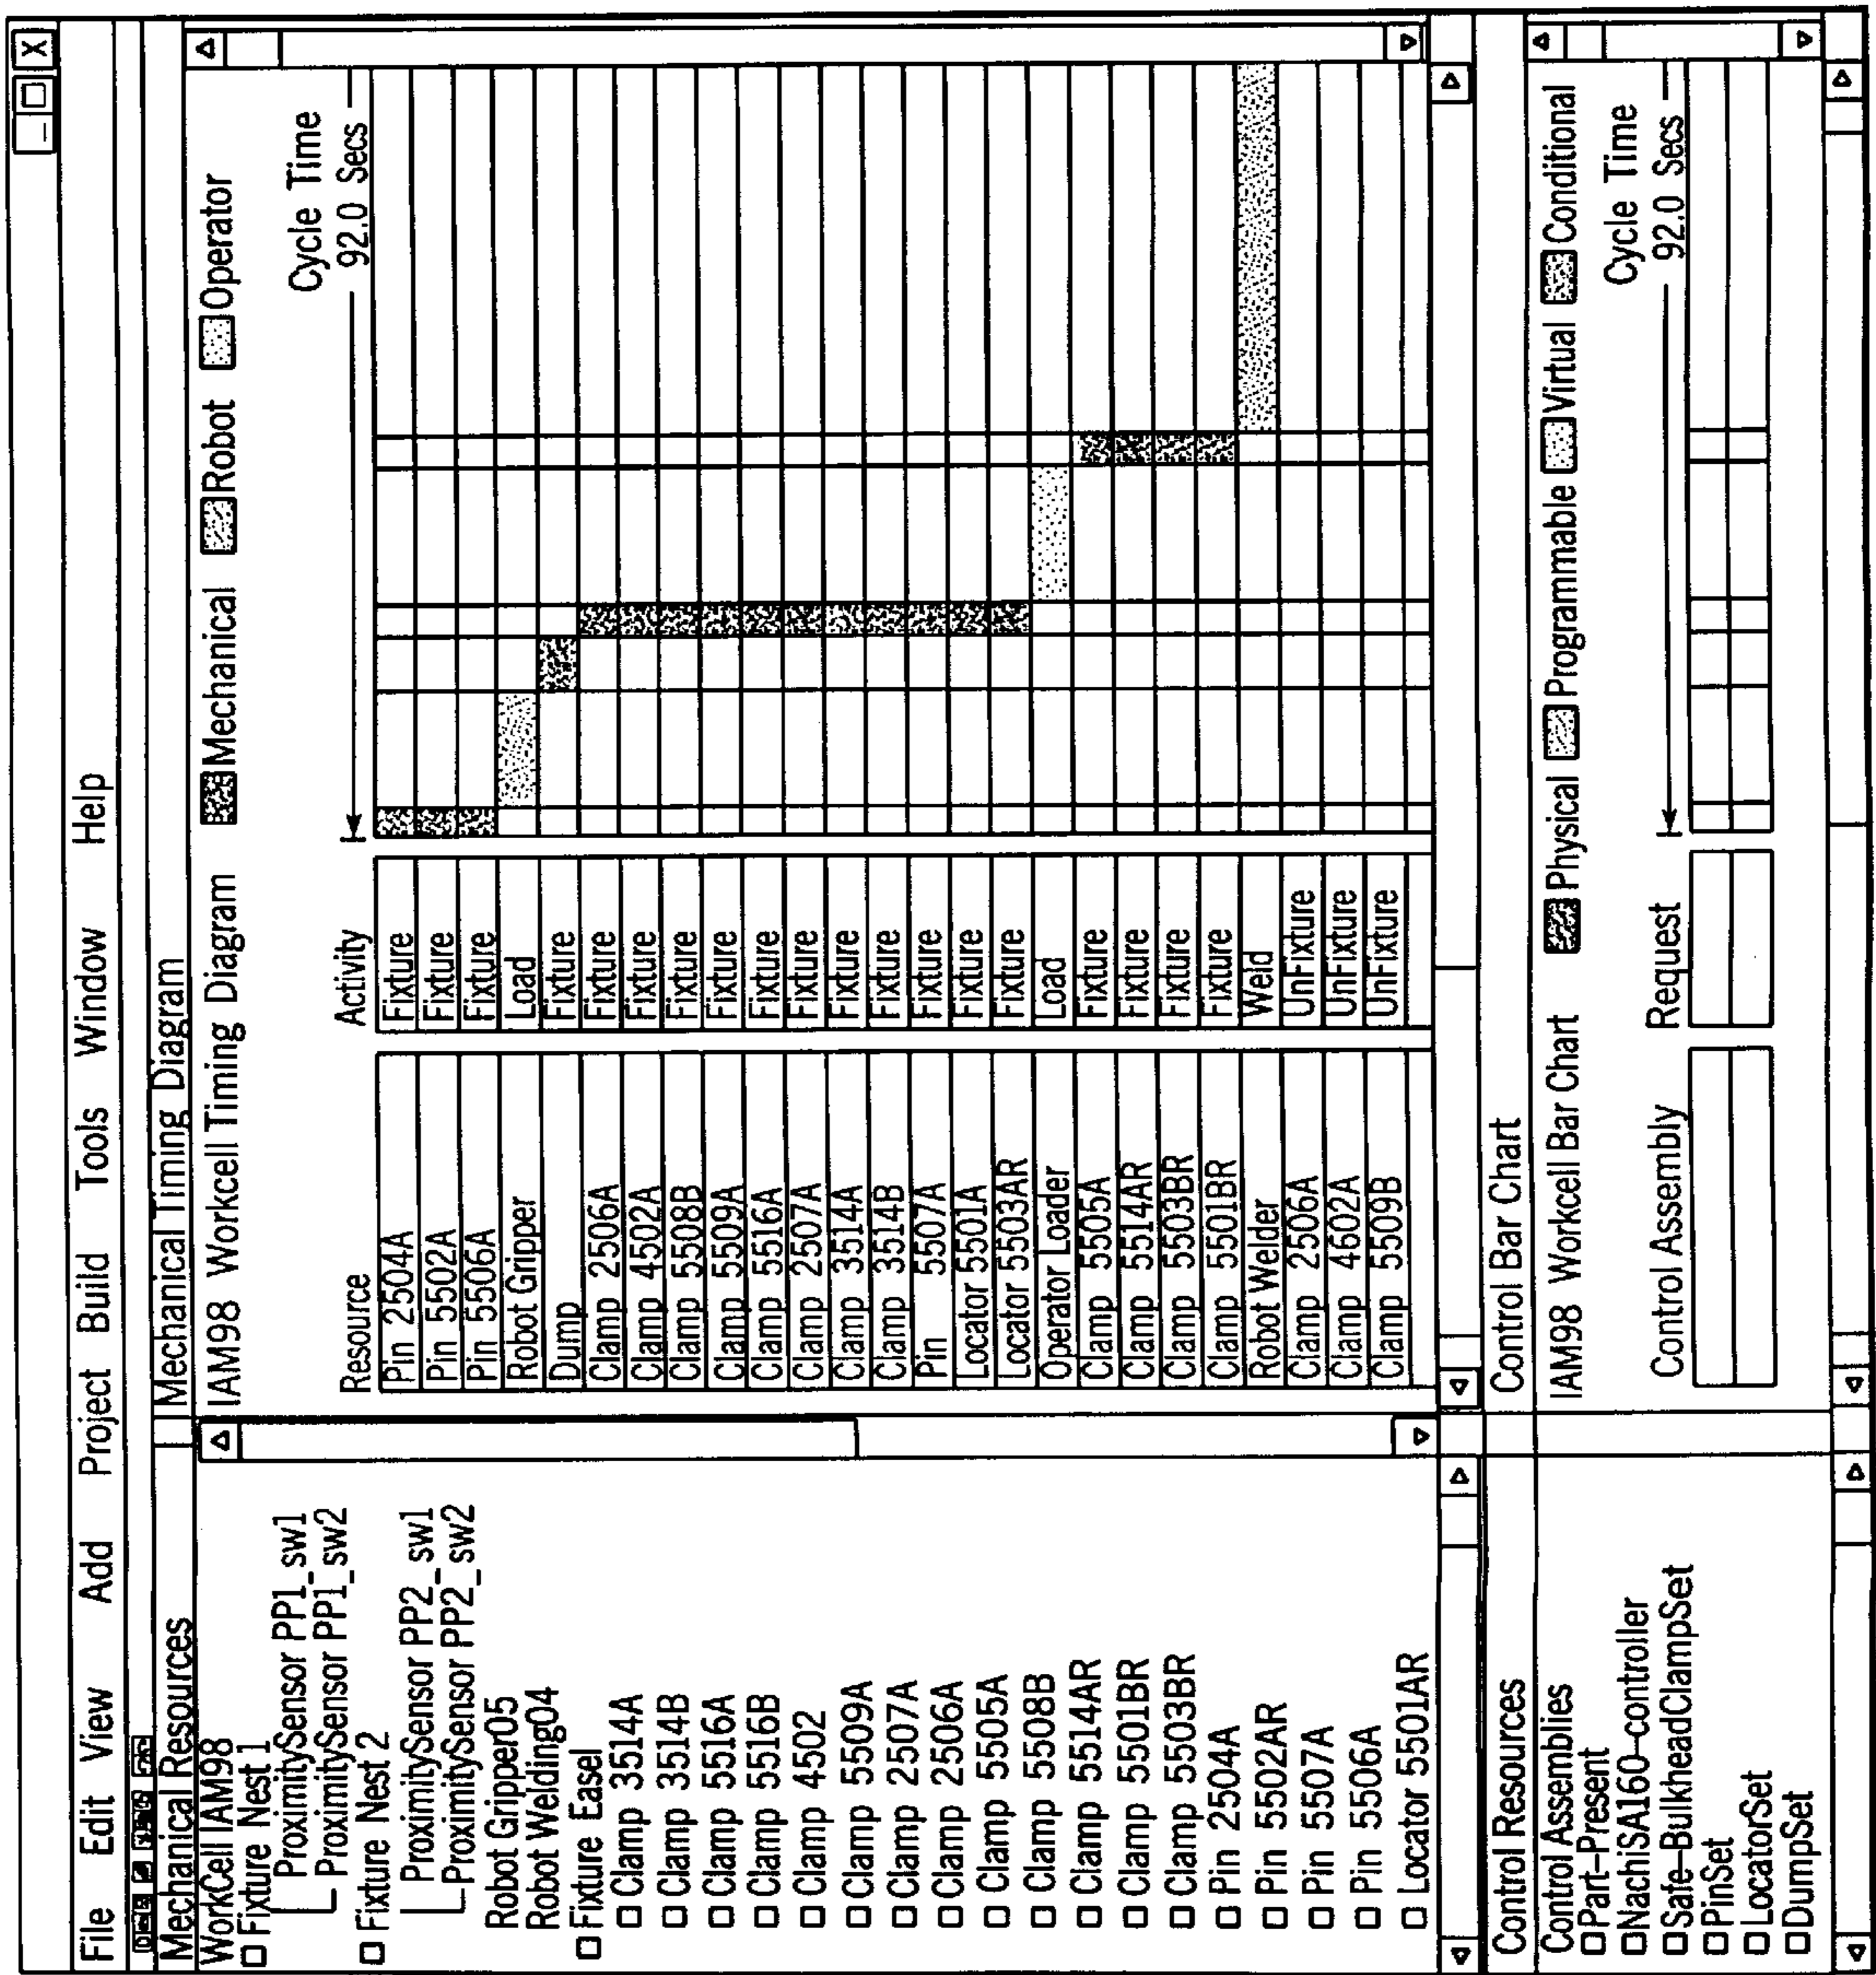 File Edit View Add Project Build Tools Window Help
Mechanical Resources
WorkCell IAM98
Fixture Nest 1
ProximitySensor PP1_sw1
ProximitySensor PP1_sw2
Fixture Nest 2
ProximitySensor PP2_sw1
ProximitySensor PP2_sw2
Robot Gripper05
Robot Welding04
Fixture Easel
Clamp 3514A
Clamp 3514B
Clamp 5516A
Clamp 5516B
Clamp 4502
Clamp 5509A
Clamp 2507A
Clamp 2506A
Clamp 5505A
Clamp 5508B
Clamp 5514AR
Clamp 5501BR
Clamp 5503BR
Pin 2504A
Pin 5502AR
Pin 5507A
Pin 5506A
Locator 5501AR
Mechanical Timing Diagram
IAM98 Workcell Timing Diagram Mechanical Robot Operator
Cycle Time
92.0 Secs
Resource Activity
Pin 2504A Fixture
Pin 5502A Fixture
Pin 5506A Fixture
Robot Gripper Load
Dump Fixture
Clamp 2506A Fixture
Clamp 4502A Fixture
Clamp 5508B Fixture
Clamp 5509A Fixture
Clamp 5516A Fixture
Clamp 2507A Fixture
Clamp 3514A Fixture
Clamp 3514B Fixture
Pin 5507A Fixture
Locator 5501A Fixture
Locator 5503AR Fixture
Operator Loader Load
Clamp 5505A Fixture
Clamp 5514AR Fixture
Clamp 5503BR Fixture
Clamp 5501BR Fixture
Robot Welder Weld
Clamp 2506A UnFixture
Clamp 4602A UnFixture
Clamp 5509B UnFixture
Control Resources
Control Assemblies
Part-Present
NachiSA160-controller
Safe-BulkheadClampSet
PinSet
LocatorSet
DumpSet
Control Bar Chart
IAM98 Workcell Bar Chart Physical Programmable Virtual Conditional
Cycle Time
92.0 Secs
Control Assembly Request